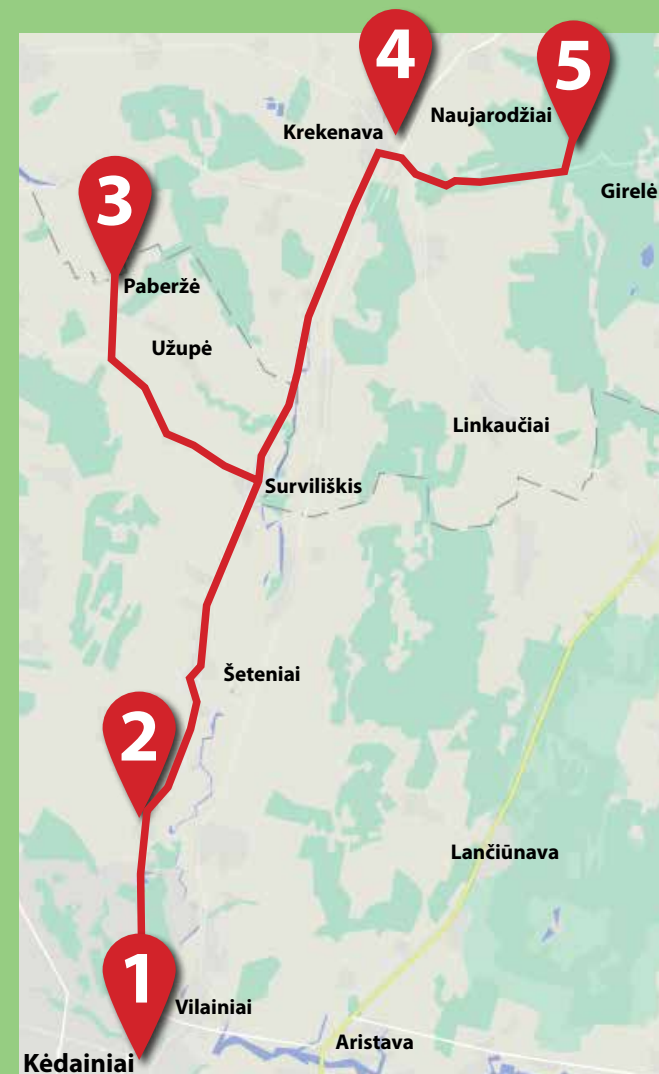 4
5
Naujarodžiai
Krekenava
3
Girelė
Paberžė
Užupė
Linkaučiai
Surviliškis
Šeteniai
2
Lančiūnava
1
Vilainiai
Aristava
Kėdainiai